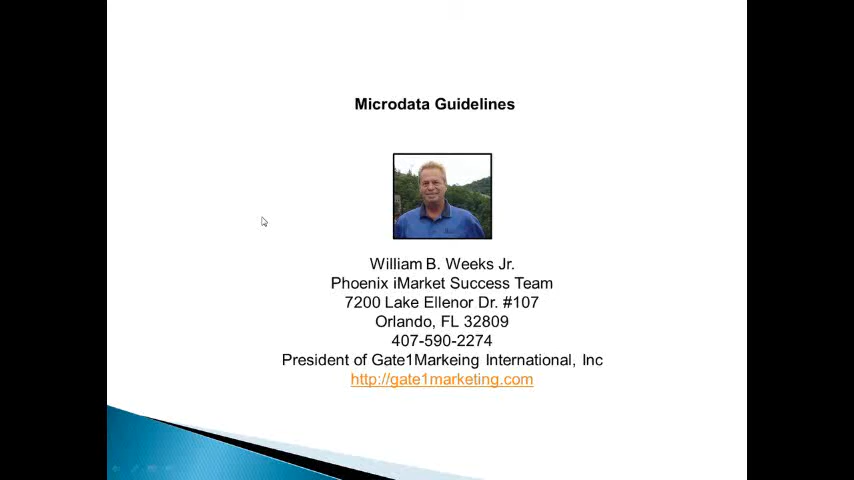 Microdata Guidelines
William B. Weeks Jr.
Phoenix iMarket Success Team
7200 Lake Ellenor Dr. #107
Orlando, FL 32809
407-590-2274
President of Gate1Markeing International, Inc
http://gate1marketing.com